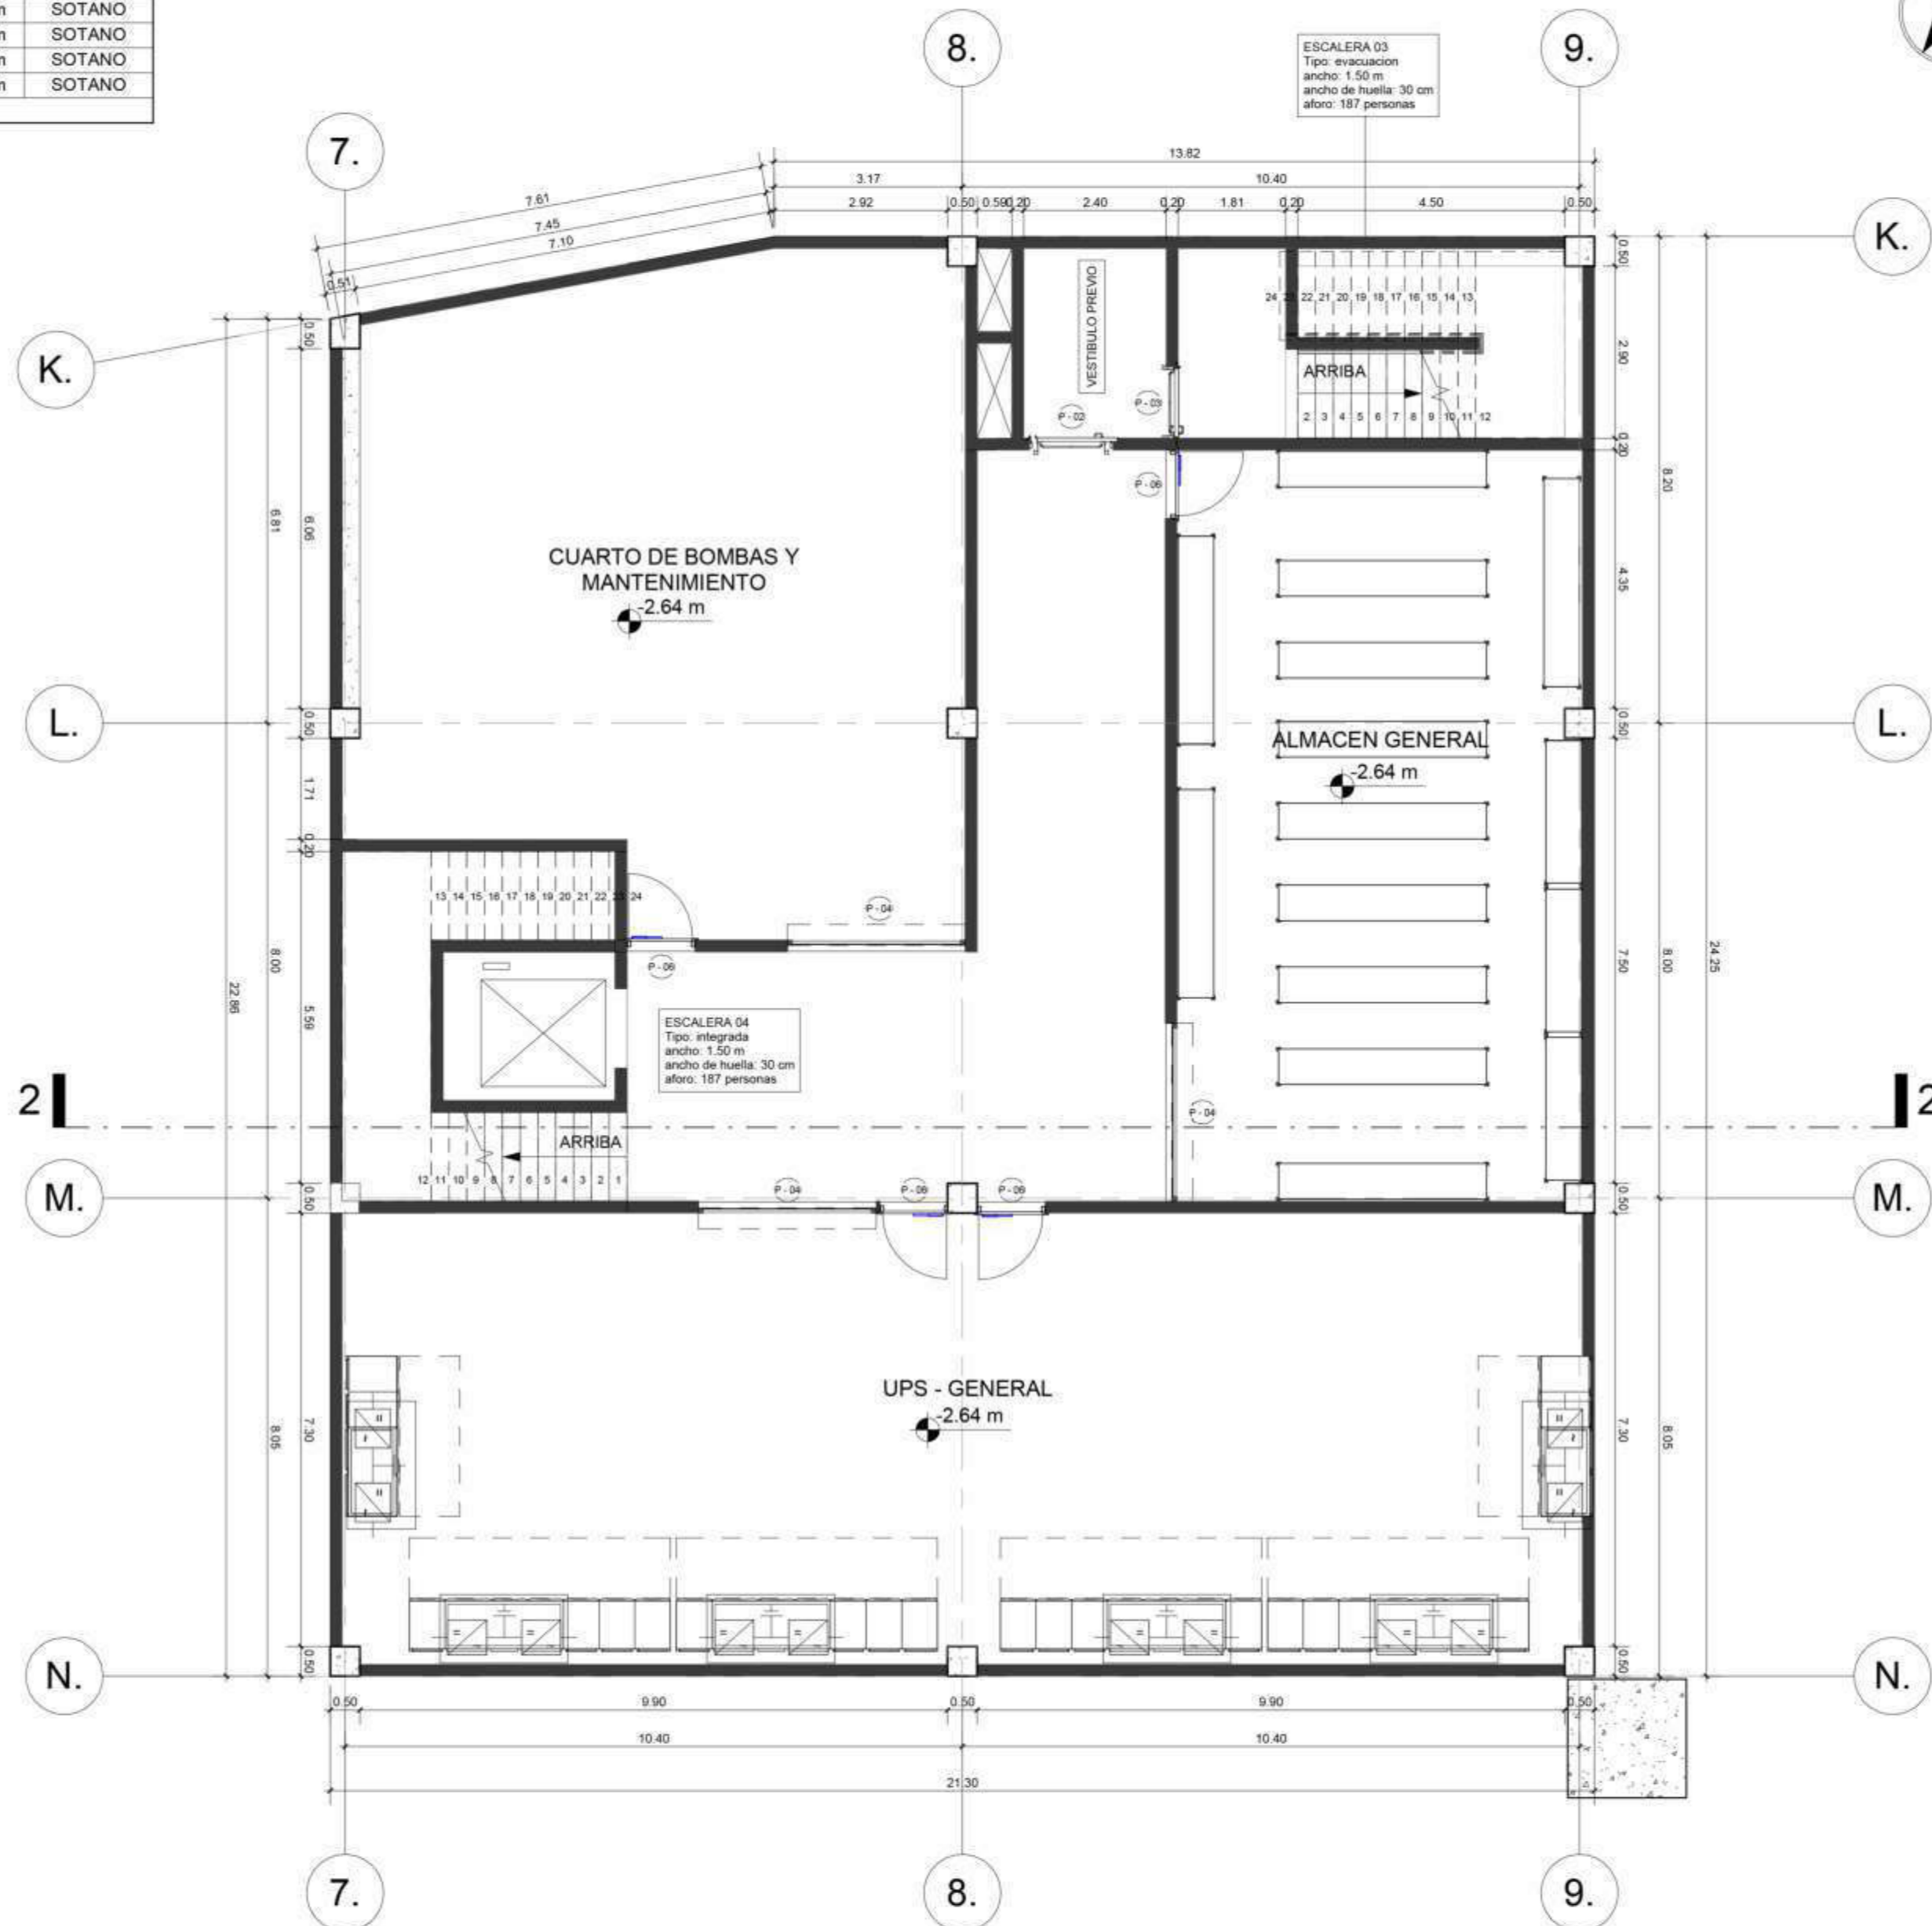 m SOTANO
m SOTANO
m SOTANO
m SOTANO
8.
9.
7.
ESCALERA 03
Tipo: evacuacion
ancho: 1.50 m
ancho de huella: 30 cm
aforo: 187 personas
13.82
3.17 10.40
2.92 0.50 0.59 0.20 2.40 0.20 1.81 0.20 4.50 0.50
7.61
7.45
7.10
0.51
K.
K.
0.50
0.50
VESTIBULO PREVIO
24 23 22 21 20 19 18 17 16 15 14 13
2.90
ARRIBA
P - 03
P - 02
2 3 4 5 6 7 8 9 10 11 12
0.20
P - 06
8.20
6.81
6.06
4.35
CUARTO DE BOMBAS Y
MANTENIMIENTO
-2.64 m
L.
0.50
0.50
L.
ALMACEN GENERAL
-2.64 m
1.71
0.20
13 14 15 16 17 18 19 20 21 22 23 24
P - 04
P - 06
8.00
22.86
5.59
7.50
8.00
24.25
ESCALERA 04
Tipo: integrada
ancho: 1.50 m
ancho de huella: 30 cm
aforo: 187 personas
2
2
P - 04
ARRIBA
12 11 10 9 8 7 6 5 4 3 2 1
P - 04
P - 06
P - 06
M.
0.50
0.50
M.
UPS - GENERAL
-2.64 m
8.05
7.30
7.30
8.05
N.
0.50
0.50
N.
0.50 9.90 0.50 9.90 0.50
10.40 10.40
21.30
7.
8.
9.